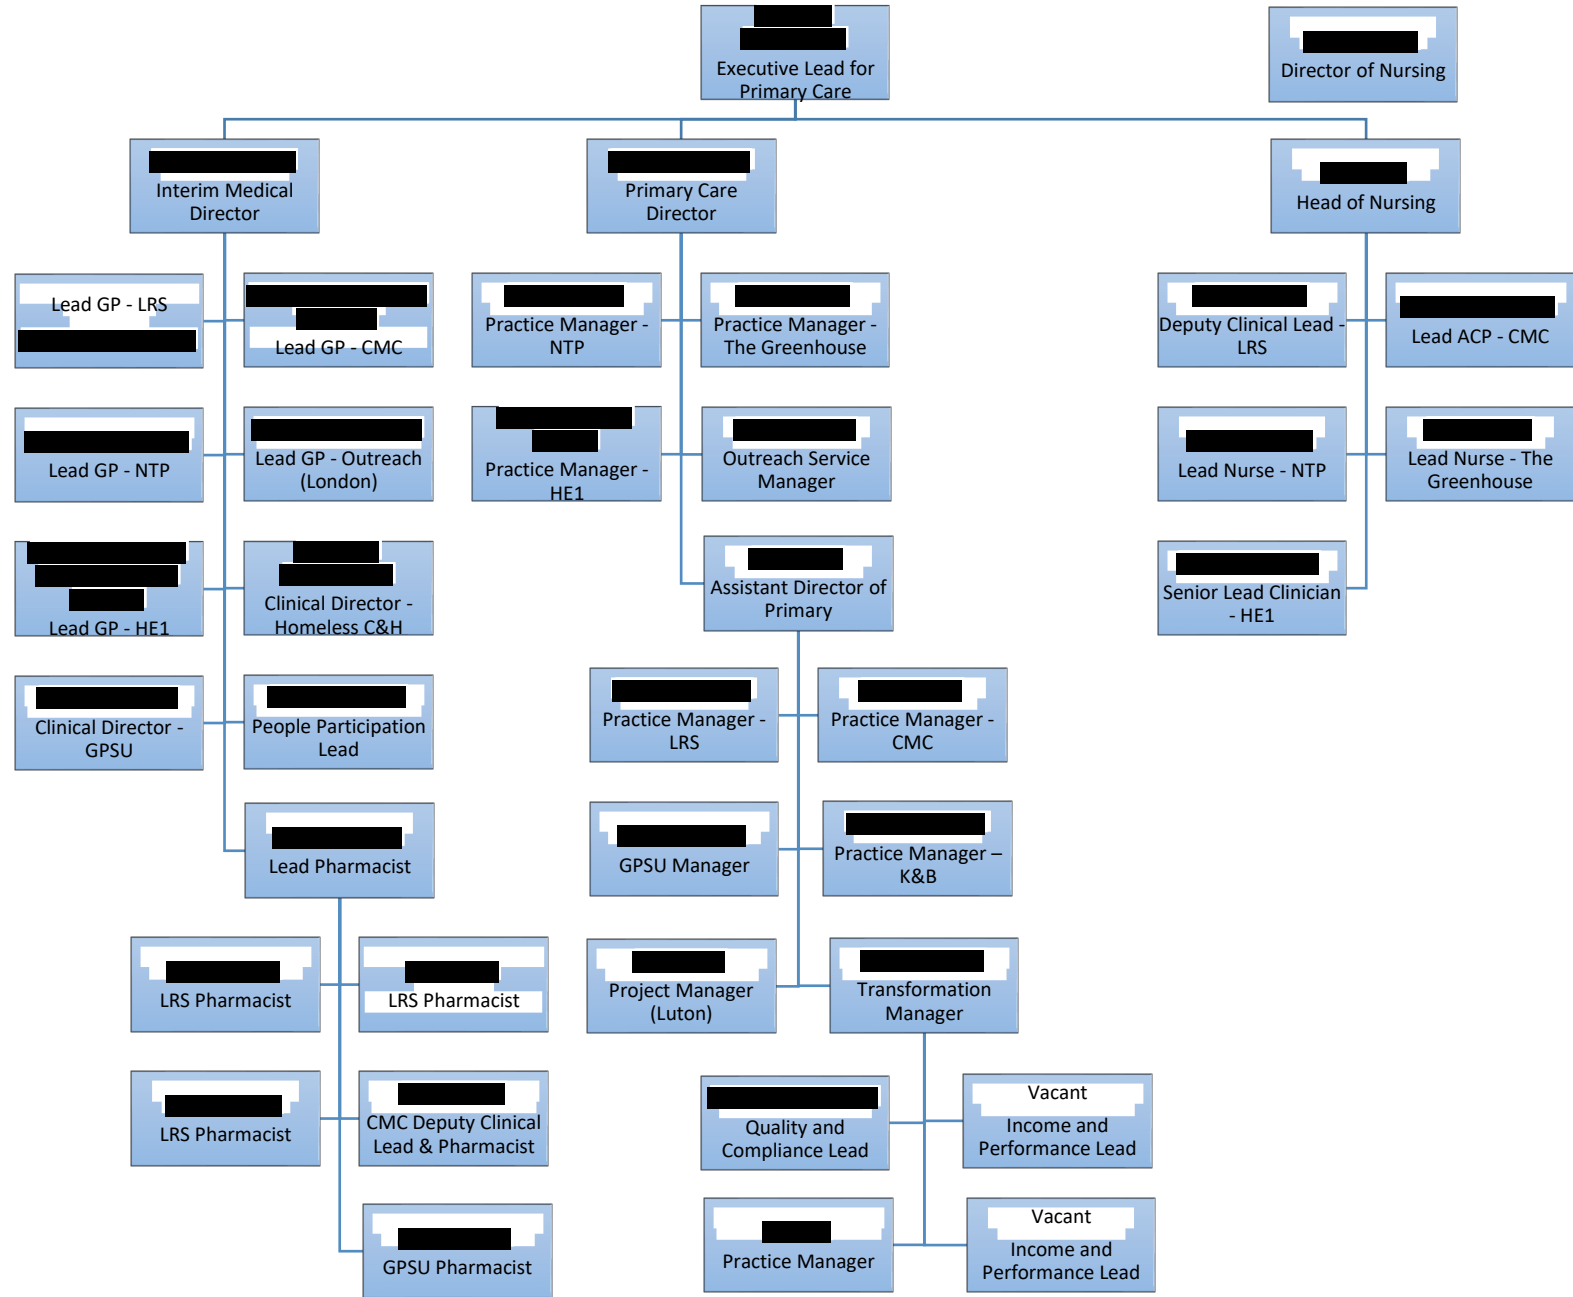 Executive Lead for
Primary Care
Director of Nursing
Interim Medical
Director
Primary Care
Director
Head of Nursing
Lead GP - LRS
Lead GP - CMC
Practice Manager -
NTP
Practice Manager -
The Greenhouse
Deputy Clinical Lead -
LRS
Lead ACP - CMC
Lead GP - NTP
Lead GP - Outreach
(London)
Practice Manager -
HE1
Outreach Service
Manager
Lead Nurse - NTP
Lead Nurse - The
Greenhouse
Lead GP - HE1
Clinical Director -
Homeless C&H
Assistant Director of
Primary
Senior Lead Clinician
- HE1
Clinical Director -
GPSU
People Participation
Lead
Practice Manager -
LRS
Practice Manager -
CMC
Lead Pharmacist
GPSU Manager
Practice Manager –
K&B
LRS Pharmacist
LRS Pharmacist
Project Manager
(Luton)
Transformation
Manager
LRS Pharmacist
CMC Deputy Clinical
Lead & Pharmacist
Quality and
Compliance Lead
Vacant
Income and
Performance Lead
GPSU Pharmacist
Practice Manager
Vacant
Income and
Performance Lead